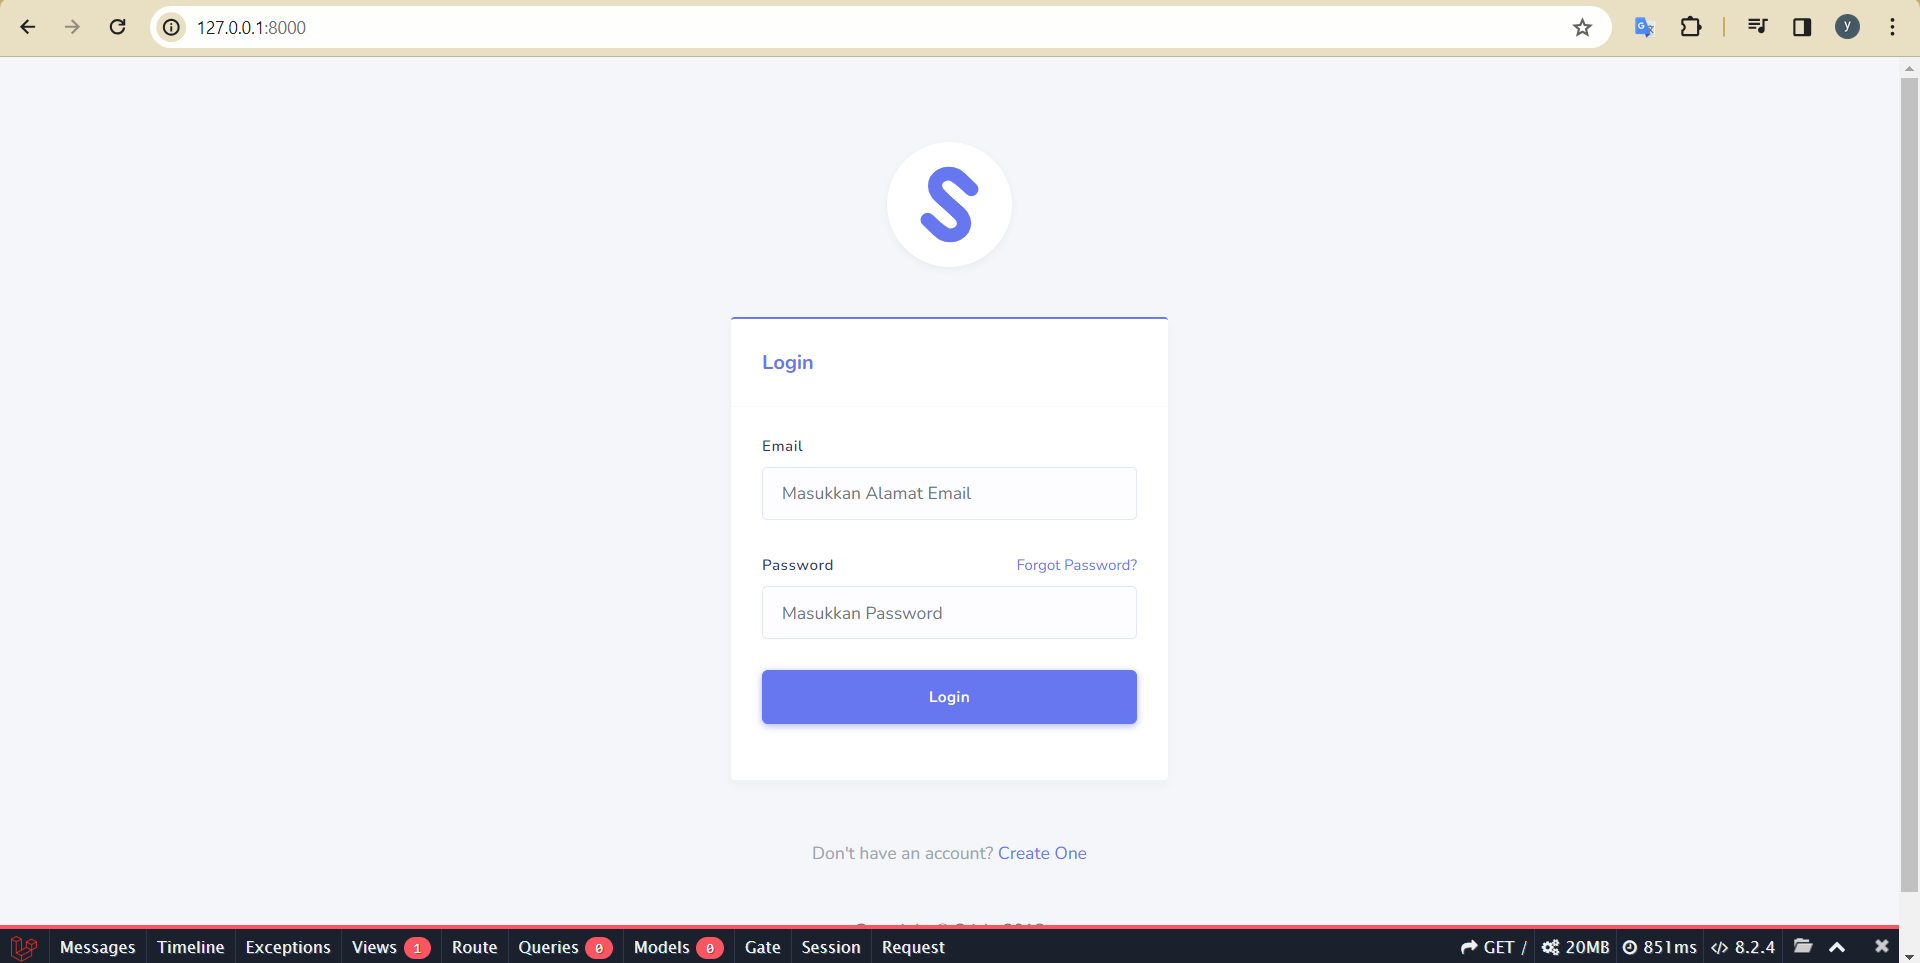 127.0.0.1:8000
y
S
Login
Email
Masukkan Alamat Email
Password Forgot Password?
Masukkan Password
Login
Don't have an account? Create One
Messages Timeline Exceptions Views 1 Route Queries 0 Models 0 Gate Session Request GET / 20MB 851ms 8.2.4